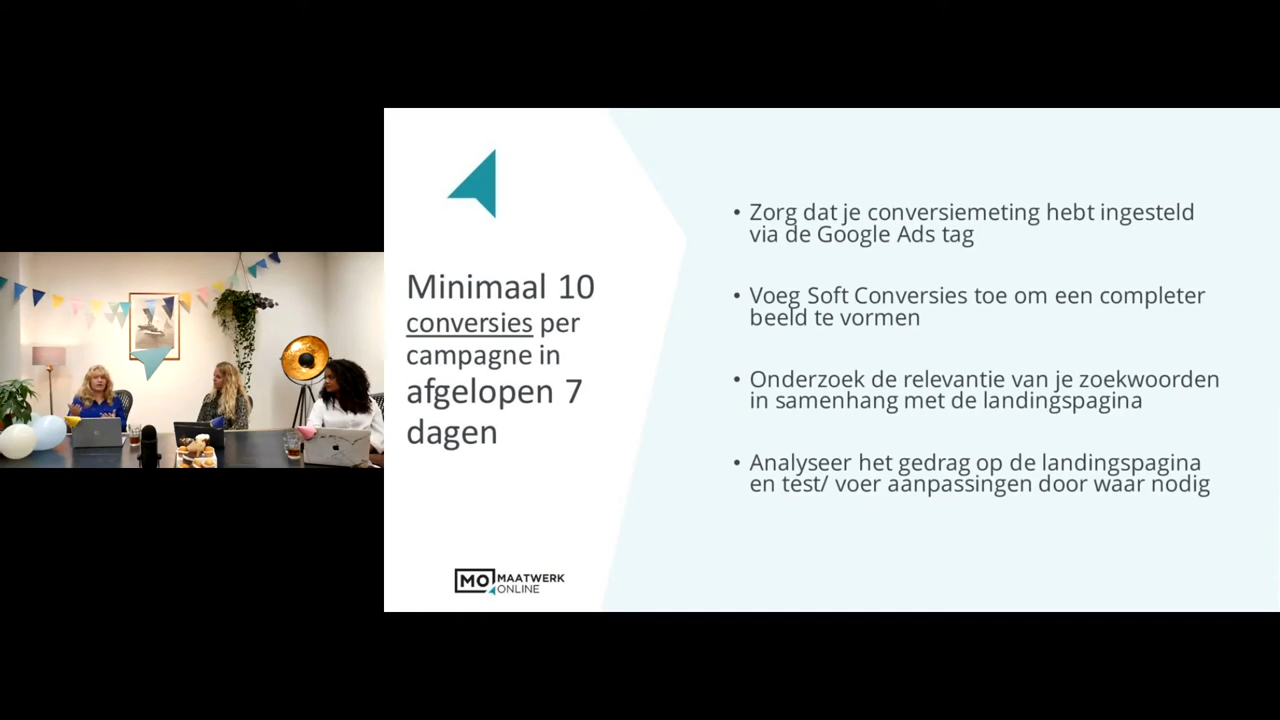 Minimaal 10
conversies per
campagne in
afgelopen 7
dagen
• Zorg dat je conversiemeting hebt ingesteld
via de Google Ads tag
• Voeg Soft Conversies toe om een completer
beeld te vormen
• Onderzoek de relevantie van je zoekwoorden
in samenhang met de landingspagina
• Analyseer het gedrag op de landingspagina
en test/ voer aanpassingen door waar nodig
MO MAATWERK
ONLINE